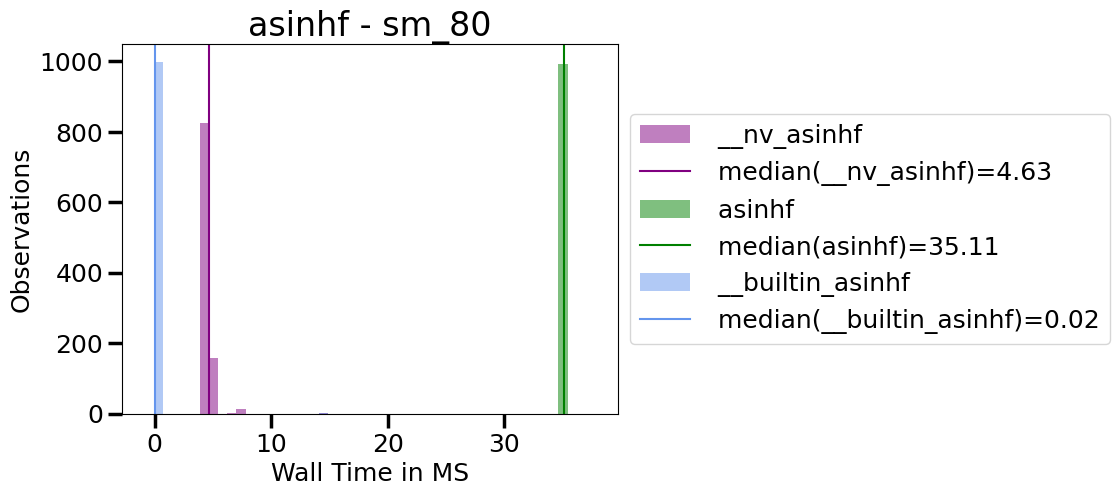 asinhf - sm_80
Observations
1000
800
600
400
200
0
0 10 20 30
Wall Time in MS
__nv_asinhf
median(__nv_asinhf)=4.63
asinhf
median(asinhf)=35.11
__builtin_asinhf
median(__builtin_asinhf)=0.02